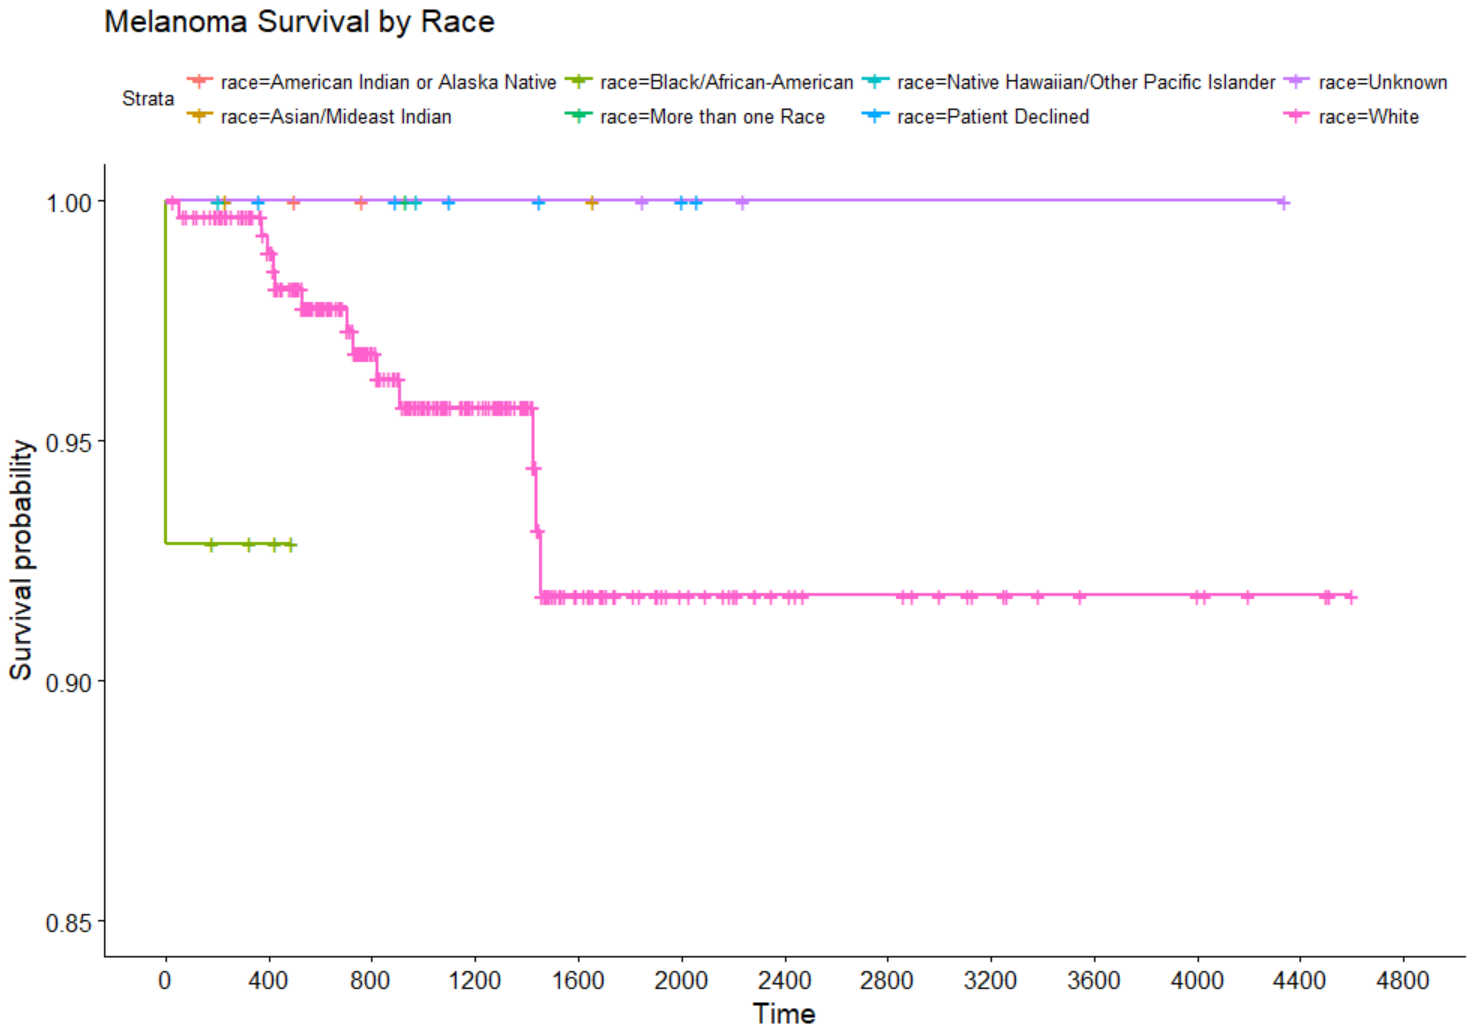 Melanoma Survival by Race
Strata
race=American Indian or Alaska Native
race=Black/African-American
race=Native Hawaiian/Other Pacific Islander
race=Unknown
race=Asian/Mideast Indian
race=More than one Race
race=Patient Declined
race=White
Survival probability
1.00
0.95
0.90
0.85
0 400 800 1200 1600 2000 2400 2800 3200 3600 4000 4400 4800
Time